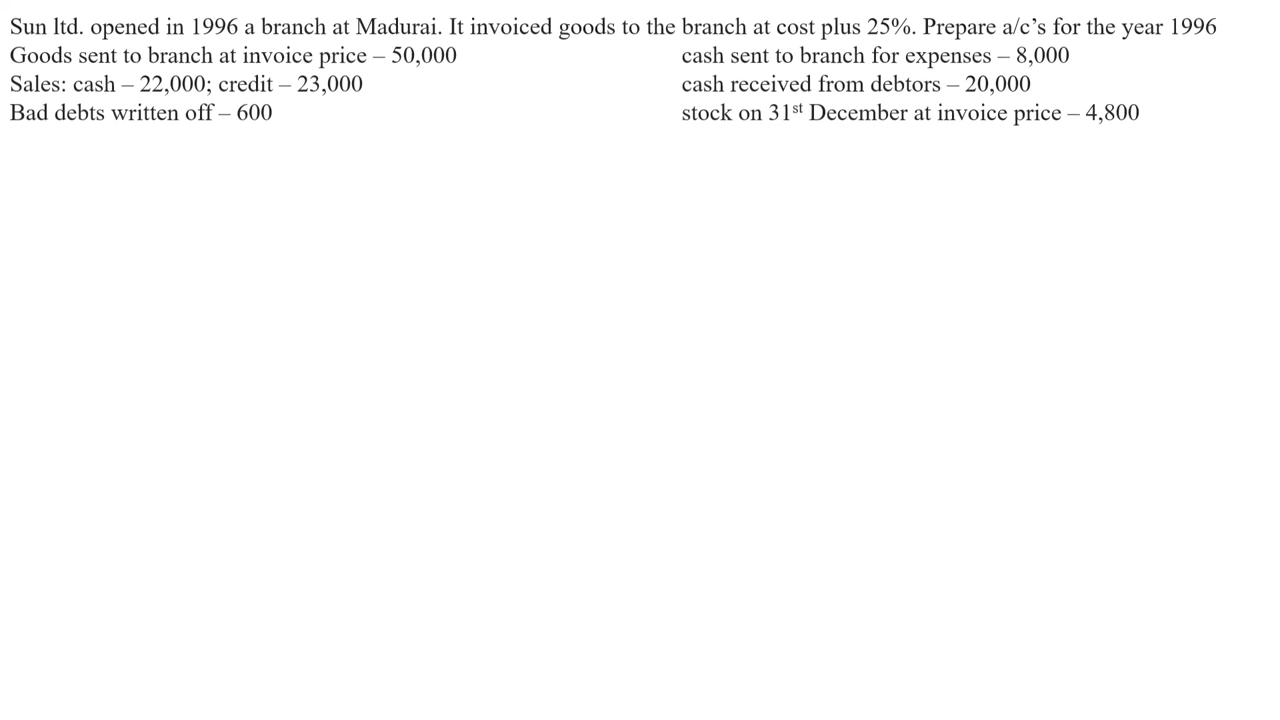 Sun ltd. opened in 1996 a branch at Madurai. It invoiced goods to the branch at cost plus 25%. Prepare a/c’s for the year 1996
Goods sent to branch at invoice price – 50,000 cash sent to branch for expenses – 8,000
Sales: cash – 22,000; credit – 23,000 cash received from debtors – 20,000
Bad debts written off – 600 stock on 31st December at invoice price – 4,800